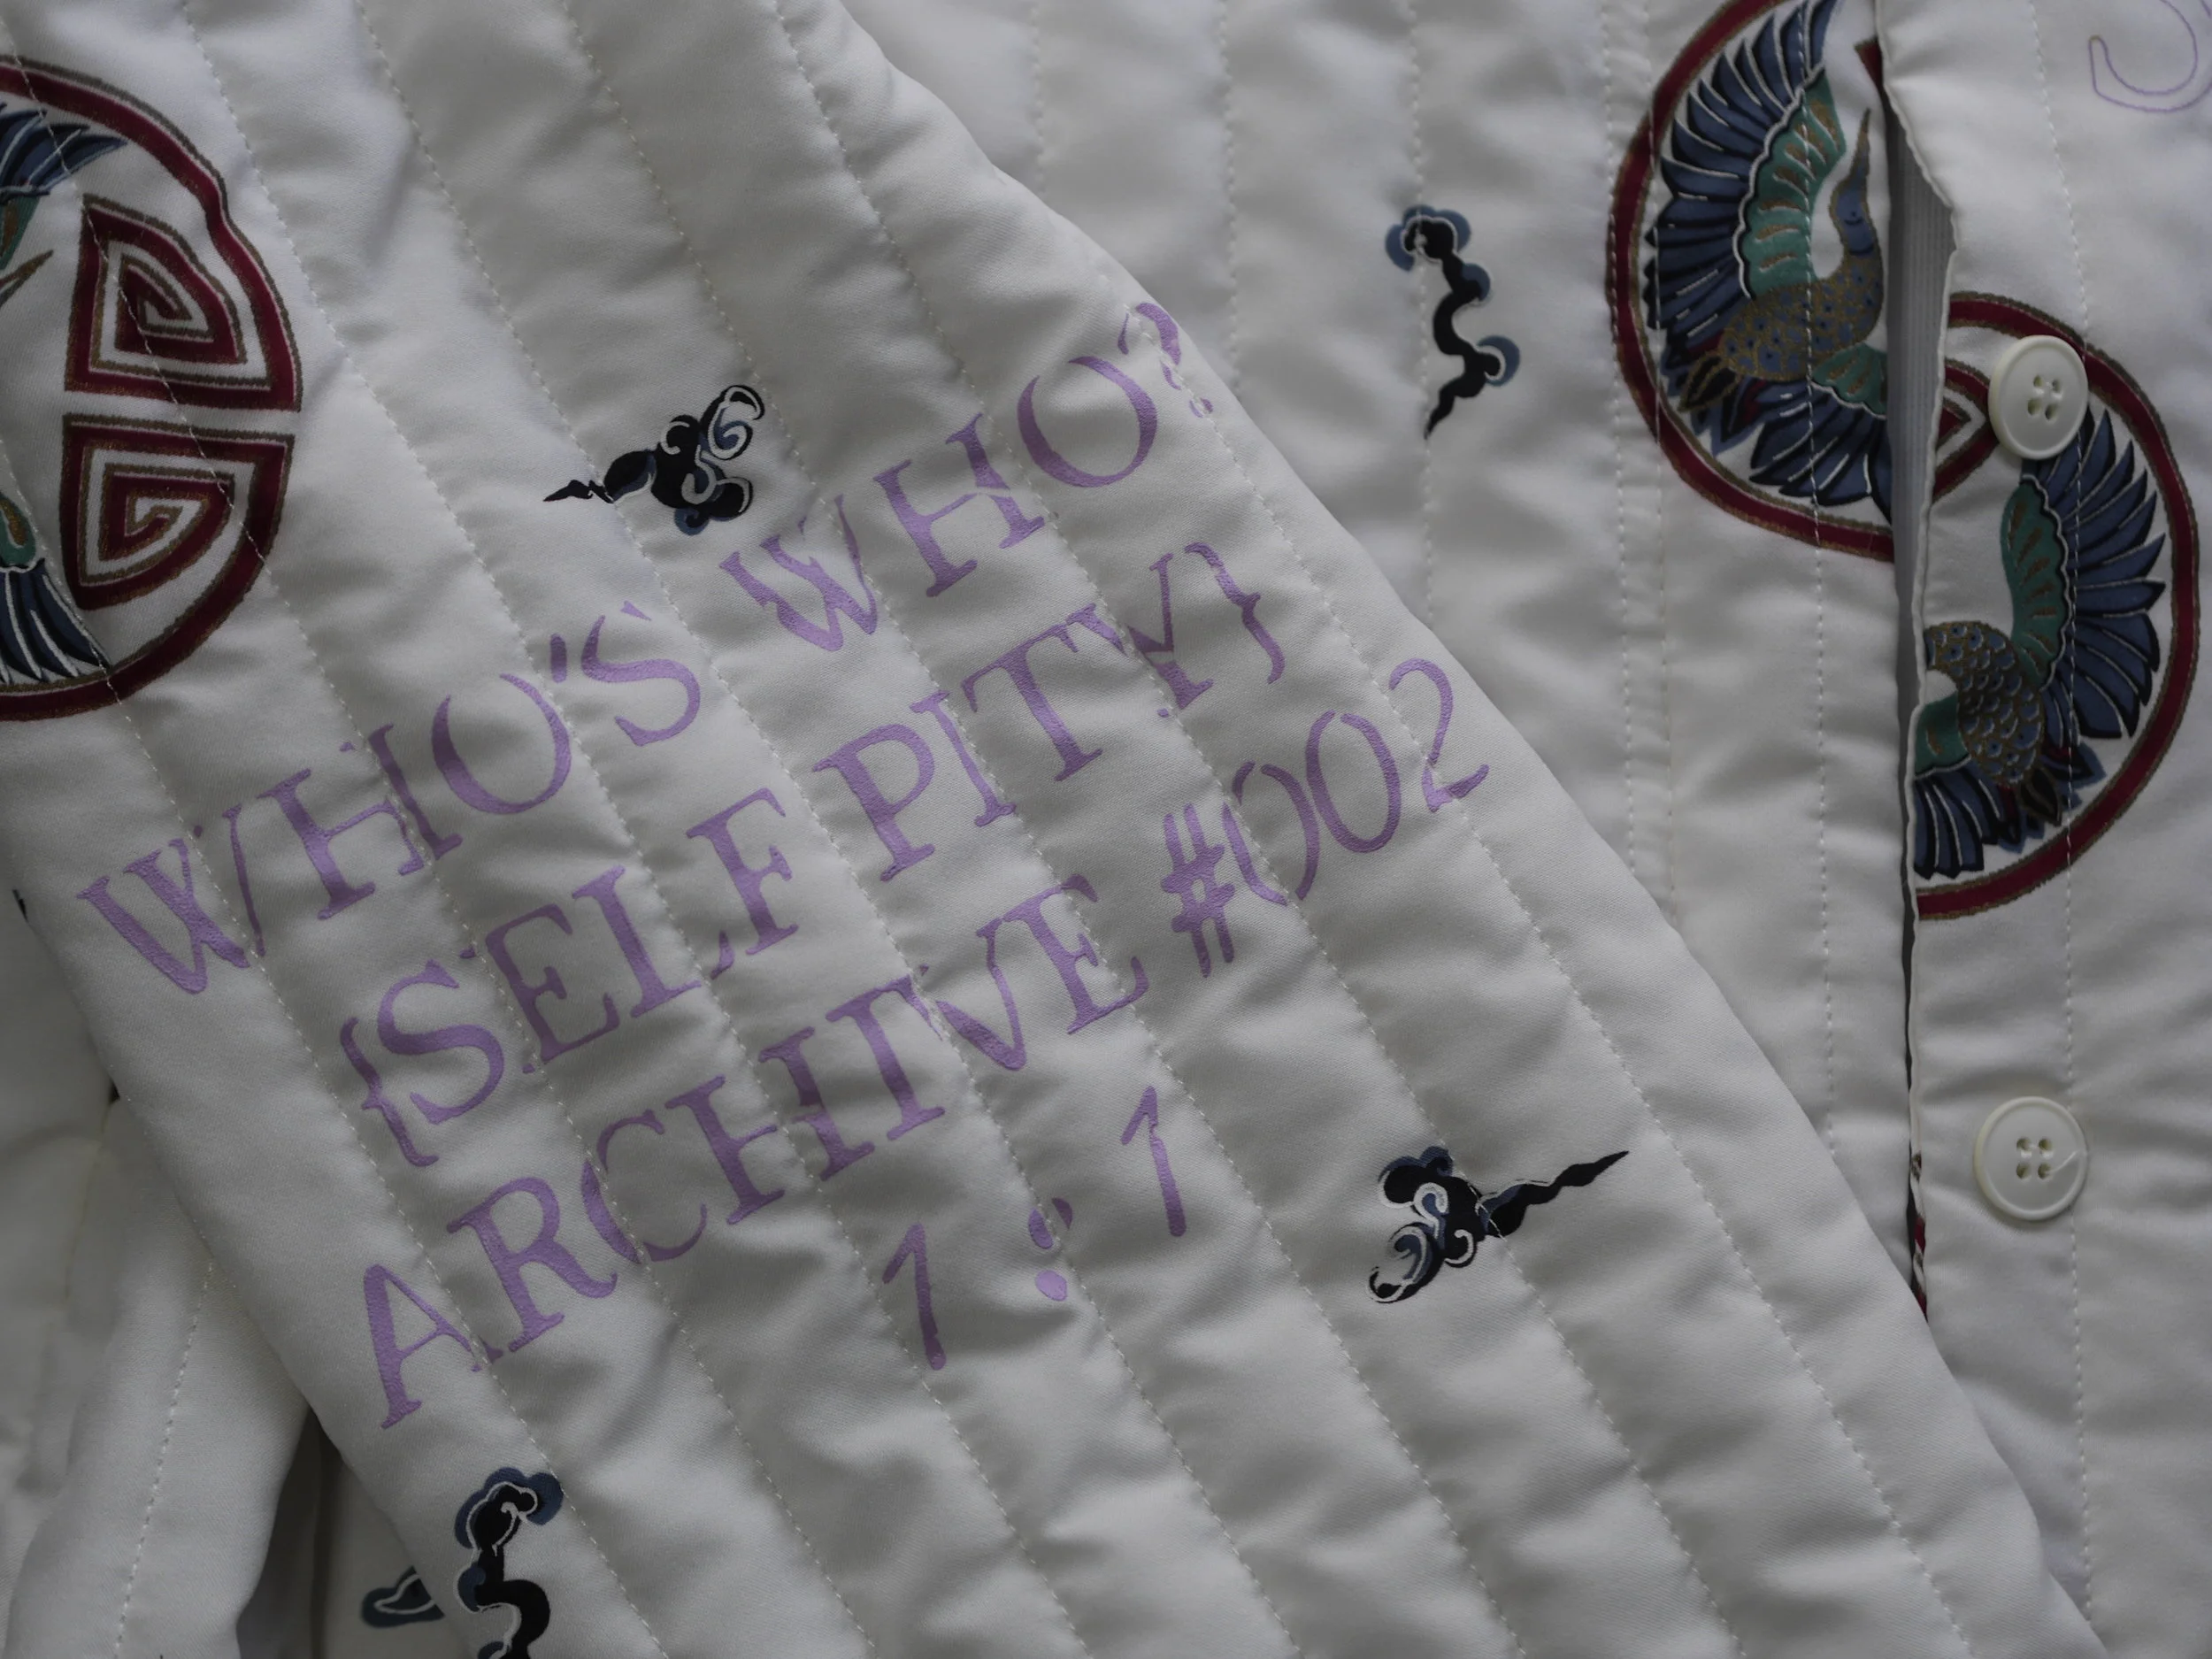 WHO'S WHO?
{SELF PITY}
ARCHIVE #002
1:1